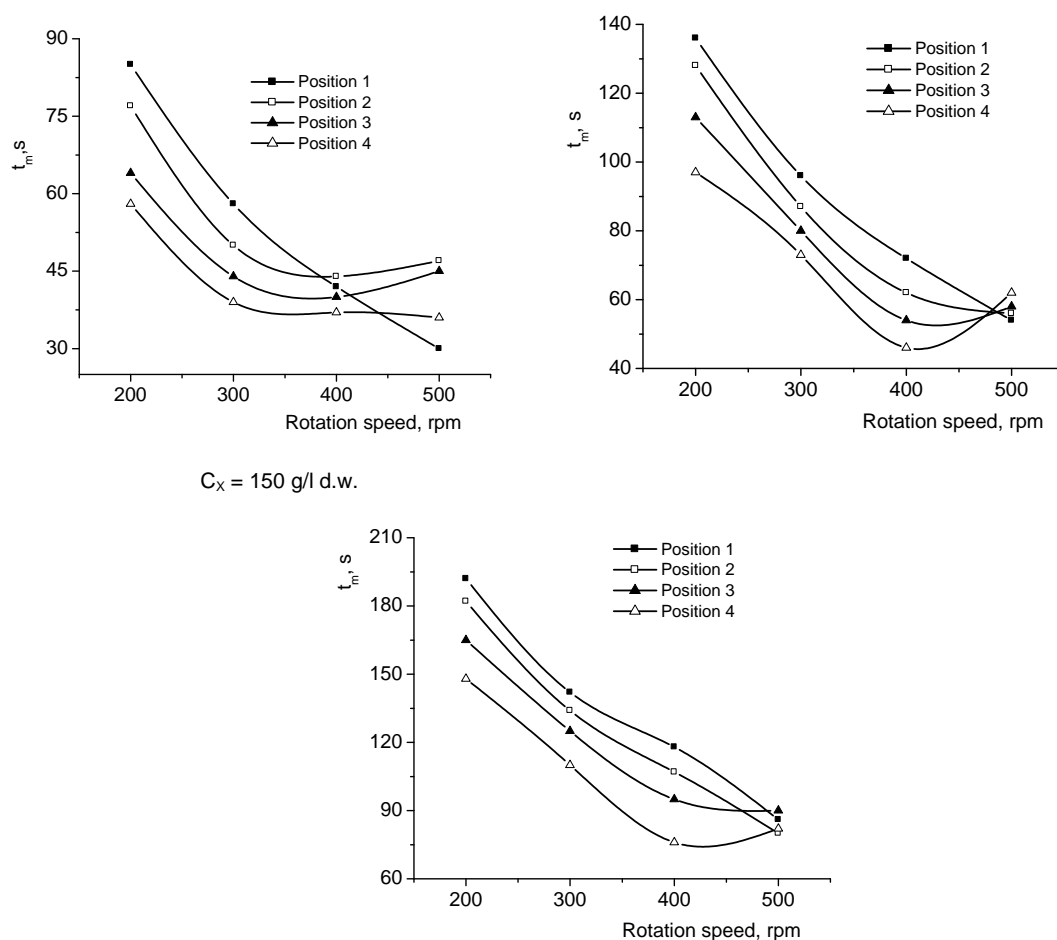 90
75
60
45
30
t_m,s
Position 1
Position 2
Position 3
Position 4
200 300 400 500
Rotation speed, rpm
140
120
100
80
60
40
t_m, s
Position 1
Position 2
Position 3
Position 4
200 300 400 500
Rotation speed, rpm
C_X = 150 g/l d.w.
210
180
150
120
90
60
t_m, s
Position 1
Position 2
Position 3
Position 4
200 300 400 500
Rotation speed, rpm